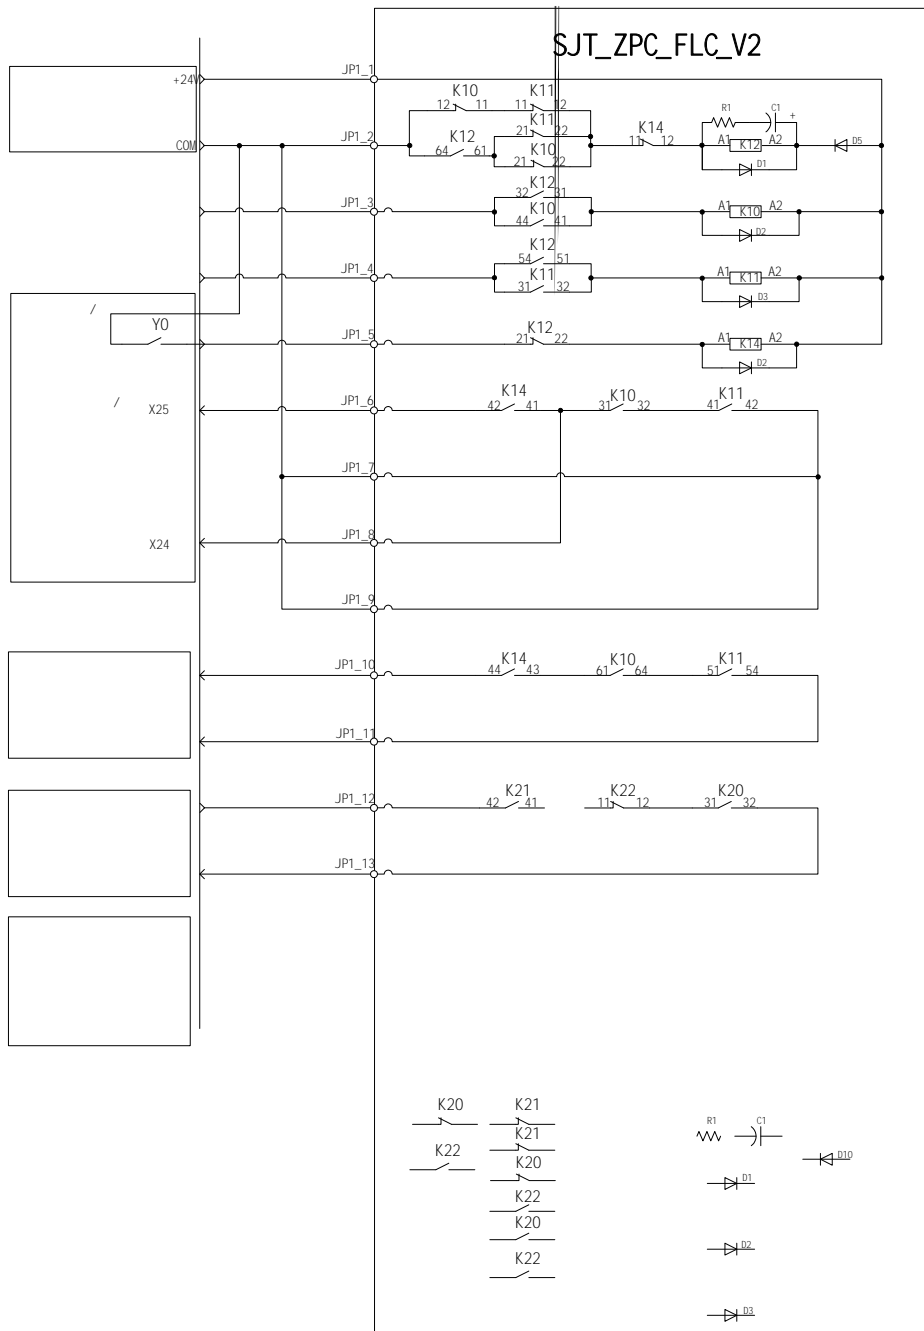 SJT_ZPC_FLC_V2
+24V
JP1_1
K10
K11
12 11 11 12
R1 C1 +
K11
21 22
COM
JP1_2
K12
64 61
K10
21 22
K14
11 12
A1 K12 A2
D5
D1
K12
32 31
JP1_3
K10
44 41
A1 K10 A2
D2
K12
54 51
JP1_4
K11
31 32
A1 K11 A2
D3
/
Y0
JP1_5
K12
21 22
A1 K14 A2
D2
/
X25
JP1_6
K14
42 41
K10
31 32
K11
41 42
JP1_7
X24
JP1_8
JP1_9
JP1_10
K14
44 43
K10
61 64
K11
51 54
JP1_11
JP1_12
K21
42 41
K22
11 12
K20
31 32
JP1_13
K20
K21
R1 C1
K21
K22
K20
D10
D1
K22
K20
D2
K22
D3